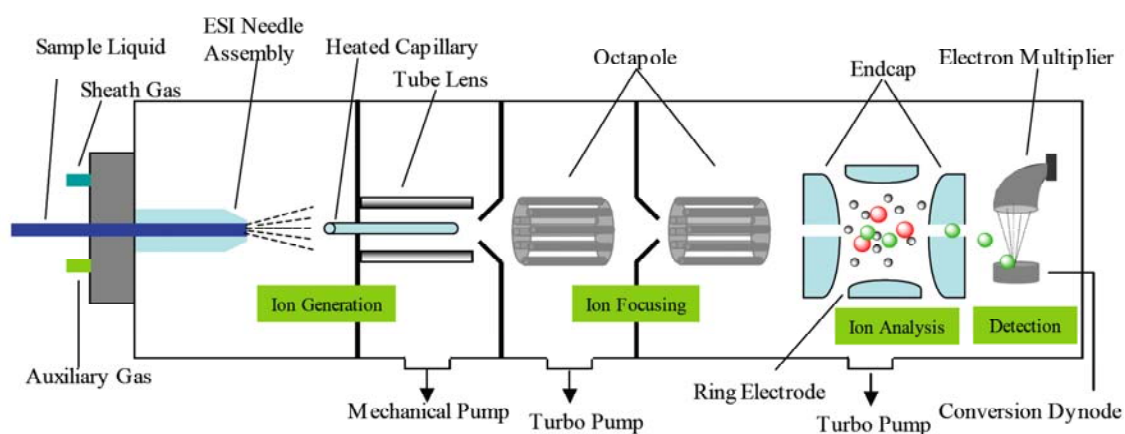 ESI Needle
Assembly
Sample Liquid
Sheath Gas
Heated Capillary
Tube Lens
Octapole
Endcap
Electron Multiplier
Ion Generation
Ion Focusing
Ion Analysis
Detection
Auxiliary Gas
Mechanical Pump
Turbo Pump
Ring Electrode
Turbo Pump
Conversion Dynode